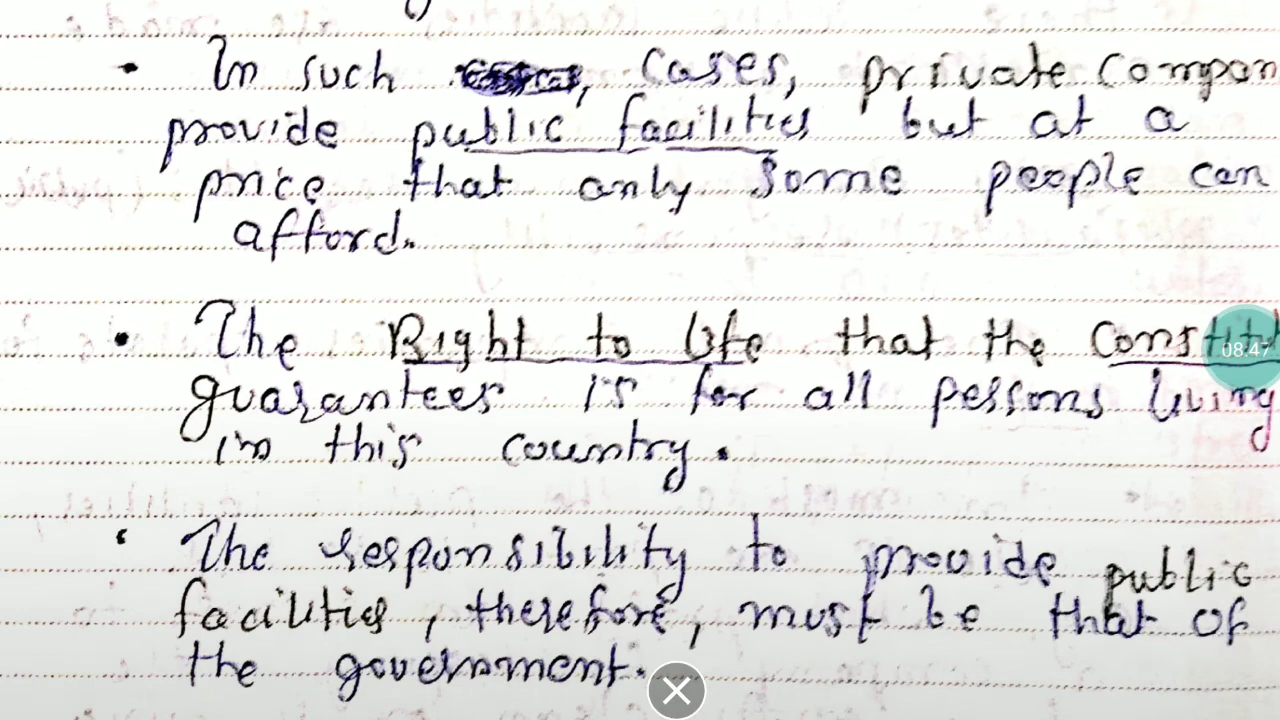 In such , cases, private compan
provide public facilities but at a
price that only some people can
afford.
The Right to life that the Constit
08:47
guarantees is for all persons living
in this country.
The responsibility to provide public
facilities, therefore, must be that of
the government.